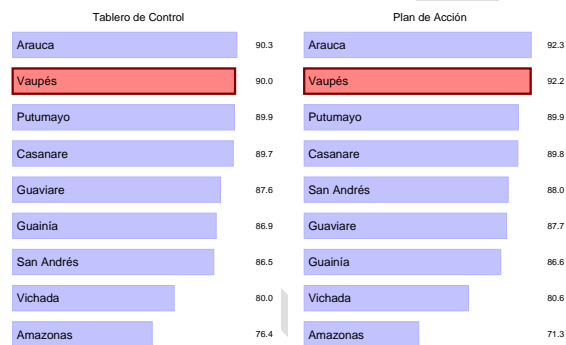 Tablero de Control
Arauca 90.3
Vaupés 90.0
Putumayo 89.9
Casanare 89.7
Guaviare 87.6
Guainía 86.9
San Andrés 86.5
Vichada 80.0
Amazonas 76.4
Plan de Acción
Arauca 92.3
Vaupés 92.2
Putumayo 89.9
Casanare 89.8
San Andrés 88.0
Guaviare 87.7
Guainía 86.6
Vichada 80.6
Amazonas 71.3